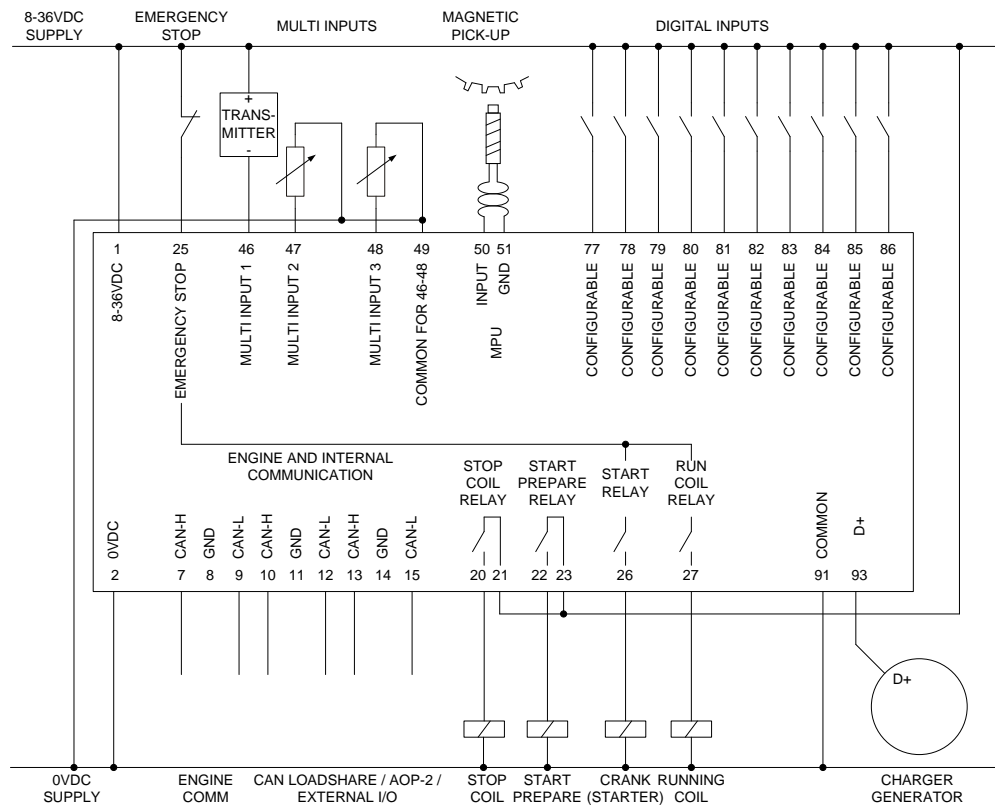 8-36VDC
SUPPLY
EMERGENCY
STOP
MULTI INPUTS
MAGNETIC
PICK-UP
DIGITAL INPUTS
+
TRANS-
MITTER
-
1
25
46
47
48
49
50
51
77
78
79
80
81
82
83
84
85
86
8-36VDC
EMERGENCY STOP
MULTI INPUT 1
MULTI INPUT 2
MULTI INPUT 3
COMMON FOR 46-48
INPUT
GND
MPU
CONFIGURABLE
CONFIGURABLE
CONFIGURABLE
CONFIGURABLE
CONFIGURABLE
CONFIGURABLE
CONFIGURABLE
CONFIGURABLE
CONFIGURABLE
CONFIGURABLE
ENGINE AND INTERNAL
COMMUNICATION
STOP
COIL
RELAY
START
PREPARE
RELAY
START
RELAY
RUN
COIL
RELAY
0VDC
CAN-H
GND
CAN-L
CAN-H
GND
CAN-L
CAN-H
GND
CAN-L
COMMON
D+
2
7
8
9
10
11
12
13
14
15
20
21
22
23
26
27
91
93
D+
0VDC
SUPPLY
ENGINE
COMM
CAN LOADSHARE / AOP-2 /
EXTERNAL I/O
STOP
COIL
START
PREPARE
CRANK
(STARTER)
RUNNING
COIL
CHARGER
GENERATOR